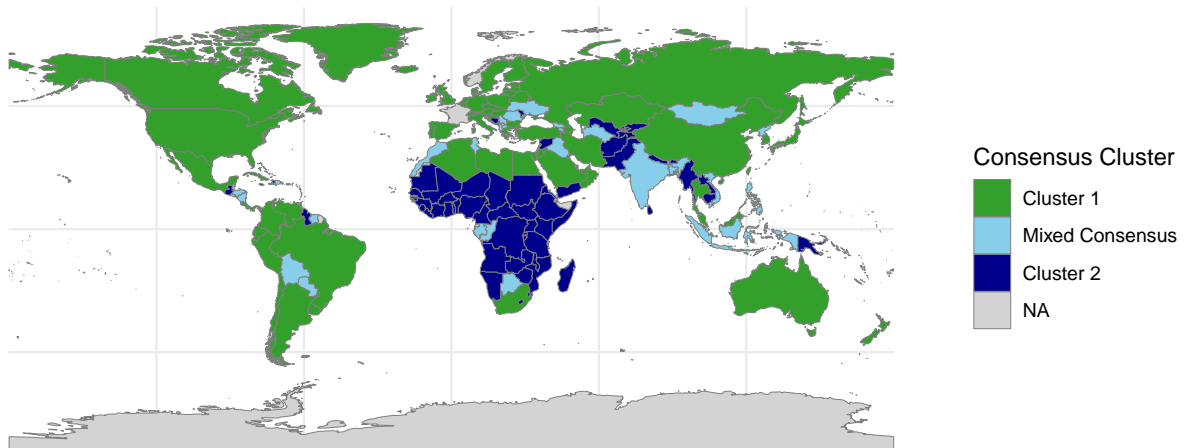 Consensus Cluster
Cluster 1
Mixed Consensus
Cluster 2
NA